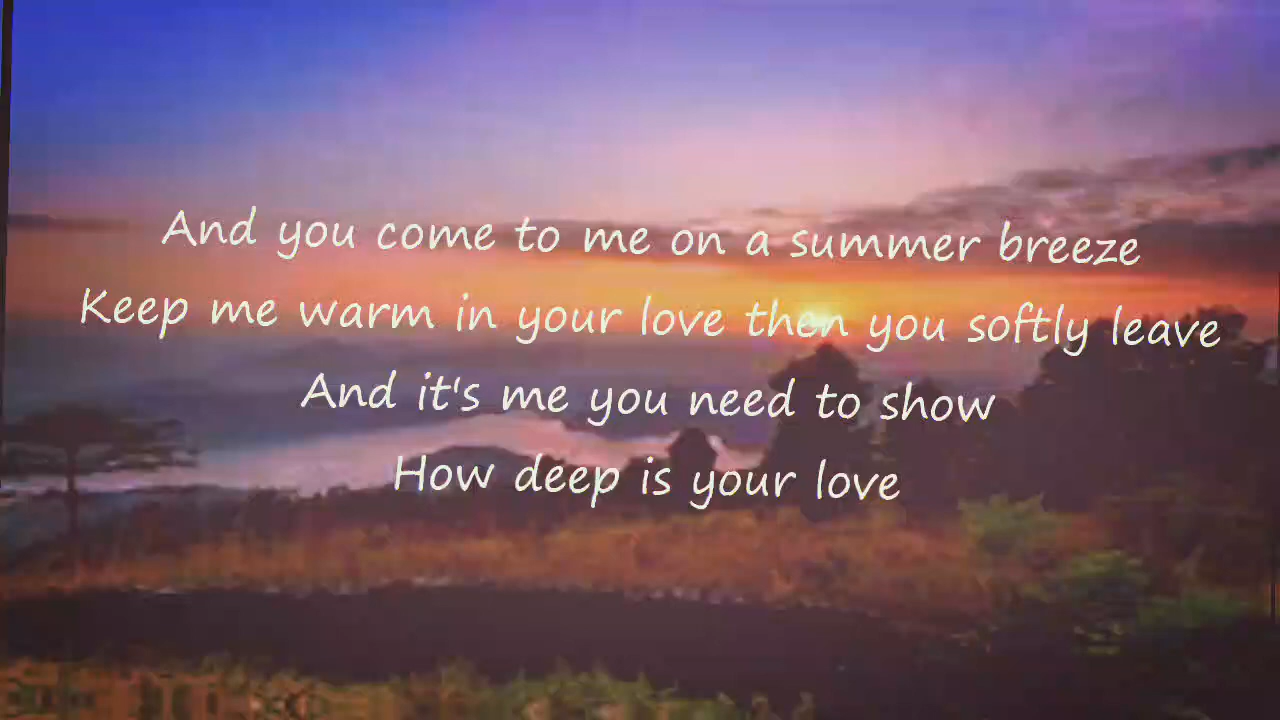 And you come to me on a summer breeze
Keep me warm in your love then you softly leave
And it's me you need to show
How deep is your love